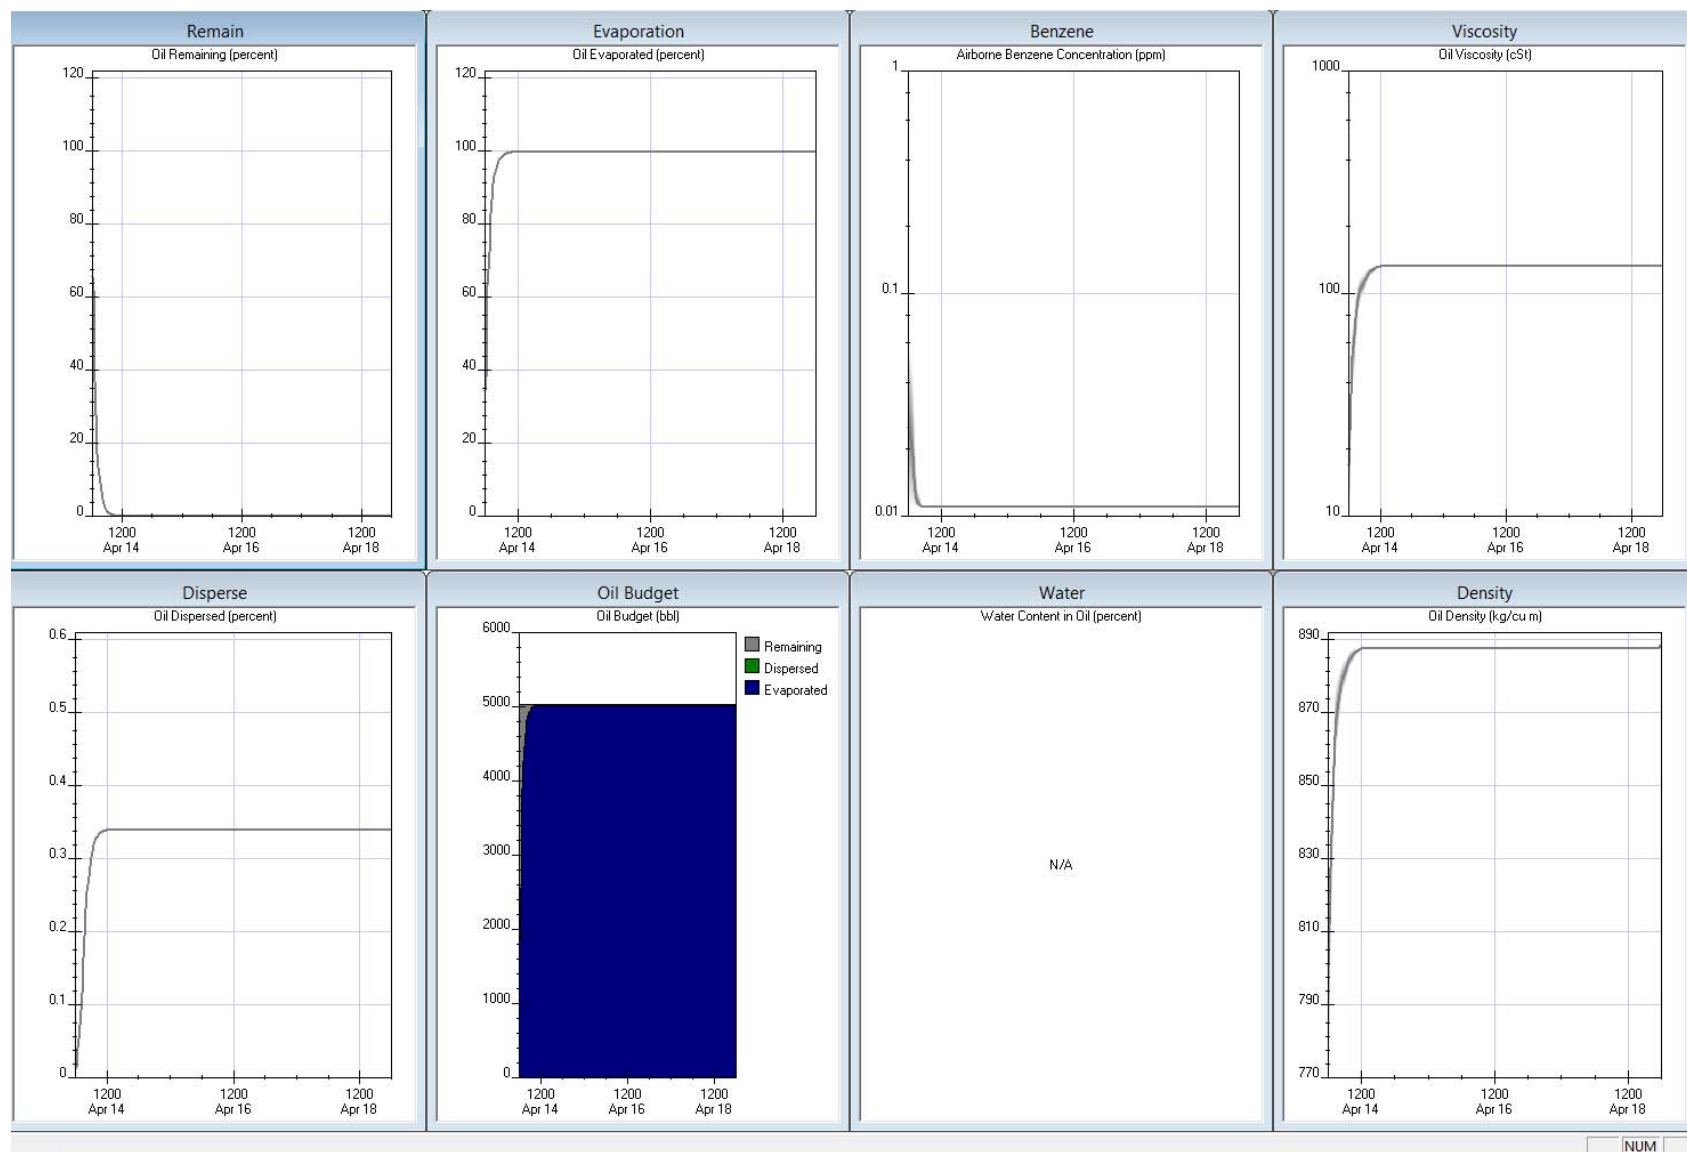 Remain
Oil Remaining (percent)
120
100
80
60
40
20
0
1200 1200 1200
Apr 14 Apr 16 Apr 18
Evaporation
Oil Evaporated (percent)
120
100
80
60
40
20
0
1200 1200 1200
Apr 14 Apr 16 Apr 18
Benzene
Airborne Benzene Concentration (ppm)
1
0.1
0.01
1200 1200 1200
Apr 14 Apr 16 Apr 18
Viscosity
Oil Viscosity (cSt)
1000
100
10
1200 1200 1200
Apr 14 Apr 16 Apr 18
Disperse
Oil Dispersed (percent)
0.6
0.5
0.4
0.3
0.2
0.1
0
1200 1200 1200
Apr 14 Apr 16 Apr 18
Oil Budget
Oil Budget (bbl)
6000
5000
4000
3000
2000
1000
0
1200 1200 1200
Apr 14 Apr 16 Apr 18
Remaining
Dispersed
Evaporated
Water
Water Content in Oil (percent)
N/A
Density
Oil Density (kg/cu m)
890
870
850
830
810
790
770
1200 1200 1200
Apr 14 Apr 16 Apr 18
NUM